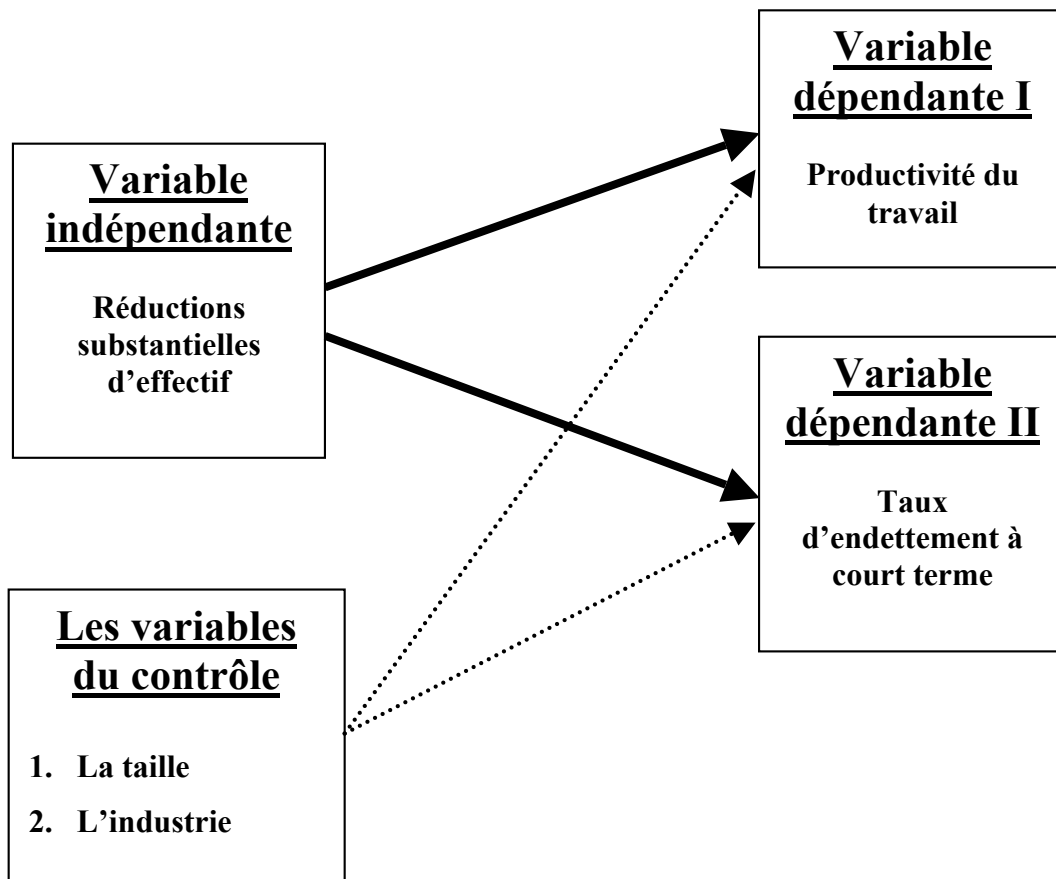 Variable
indépendante
Réductions
substantielles
d’effectif
Variable
dépendante I
Productivité du
travail
Variable
dépendante II
Taux
d’endettement à
court terme
Les variables
du contrôle
1. La taille
2. L’industrie